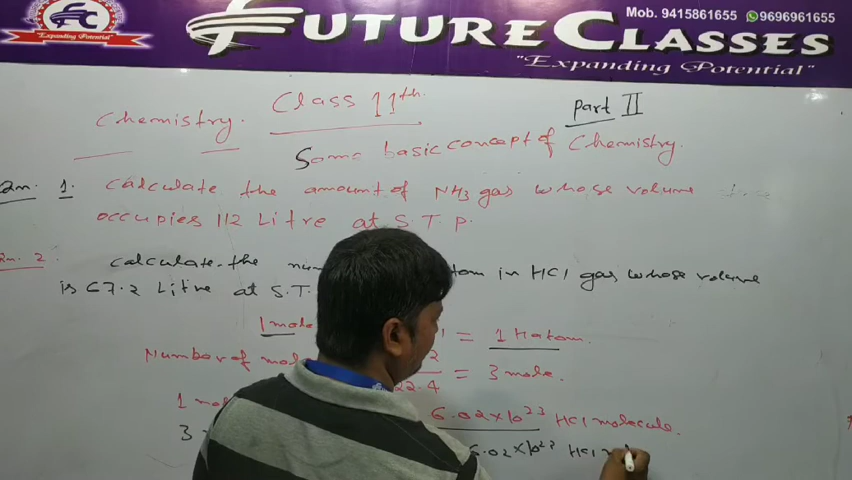 Mob. 9415861655 9696961655
FUTURE CLASSES
Expanding Potential
"Expanding Potential"
Class 11th
Part II
Chemistry.
Some basic concept of Chemistry.
1. Calculate the amount of NH3 gas whose volume
occupies 112 Litre at S.T.P.
2. Calculate the in HCl gas whose volume
is 67.2 Litre at S.T.
1 mole = 1 H atom.
Number of 22.4 = 3 mole.
1 6.02×10²³ HCl molecule.
3 6.02×10²³ HCl